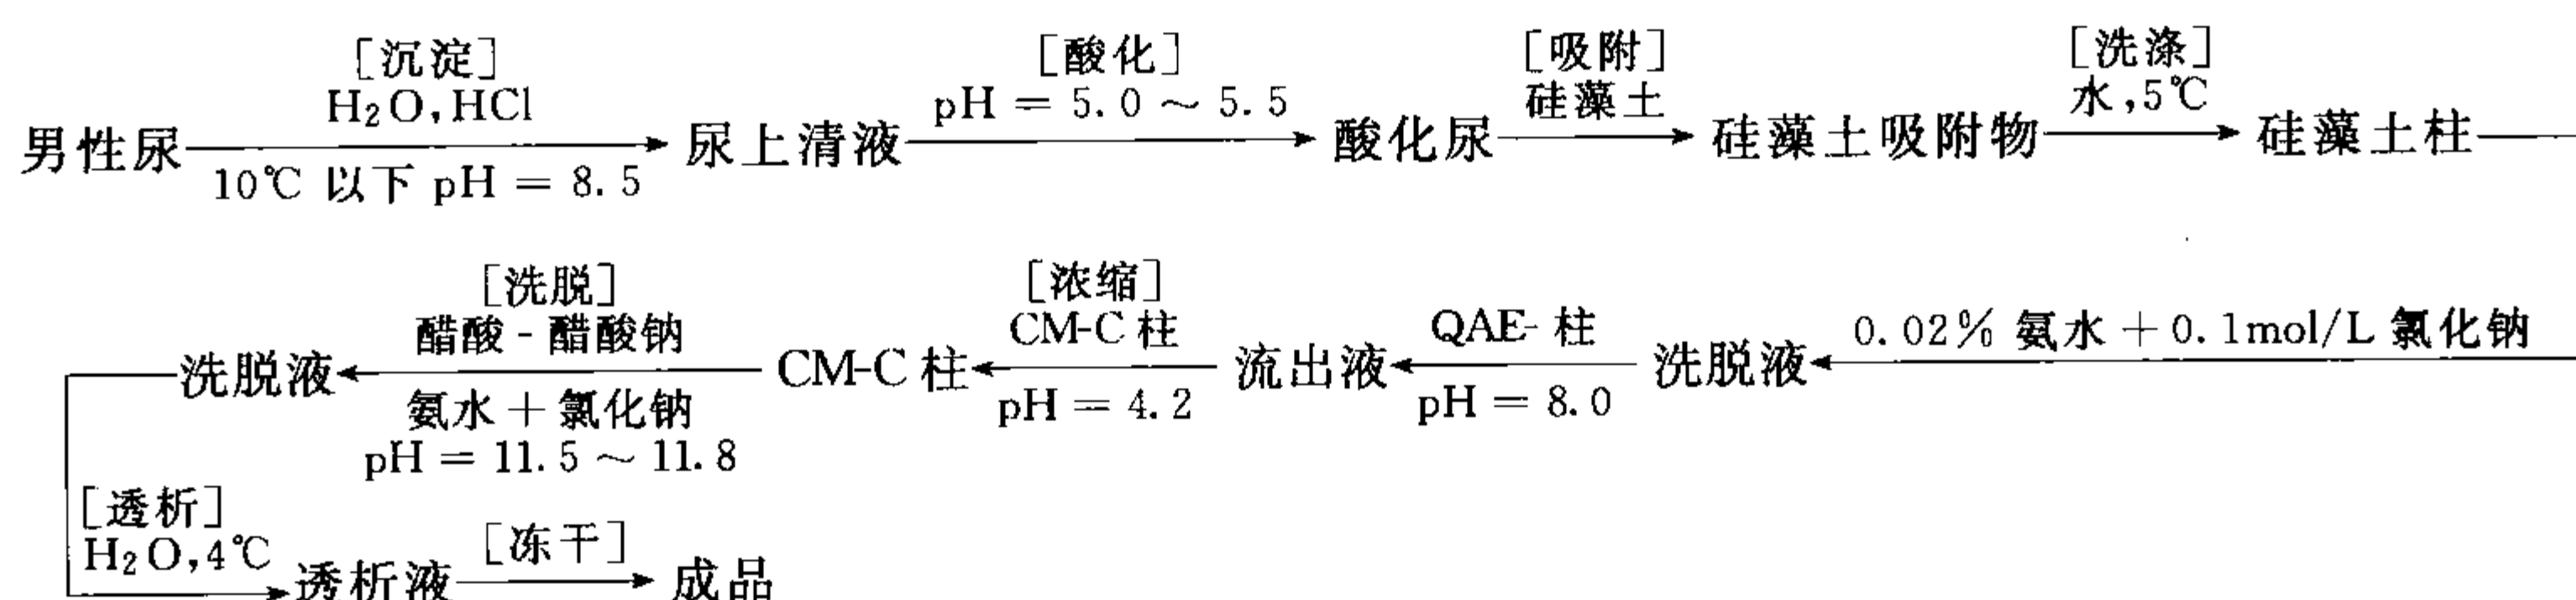 [沉淀]
H₂O,HCl
男性尿
10℃ 以下 pH = 8.5
尿上清液
[酸化]
pH = 5.0 ~ 5.5
酸化尿
[吸附]
硅藻土
硅藻土吸附物
[洗涤]
水,5℃
硅藻土柱
0.02% 氨水 + 0.1mol/L 氯化钠
洗脱液
QAE-柱
pH = 8.0
流出液
[浓缩]
CM-C 柱
pH = 4.2
CM-C 柱
[洗脱]
醋酸 - 醋酸钠
氨水 + 氯化钠
pH = 11.5 ~ 11.8
洗脱液
[透析]
H₂O,4℃
透析液
[冻干]
成品